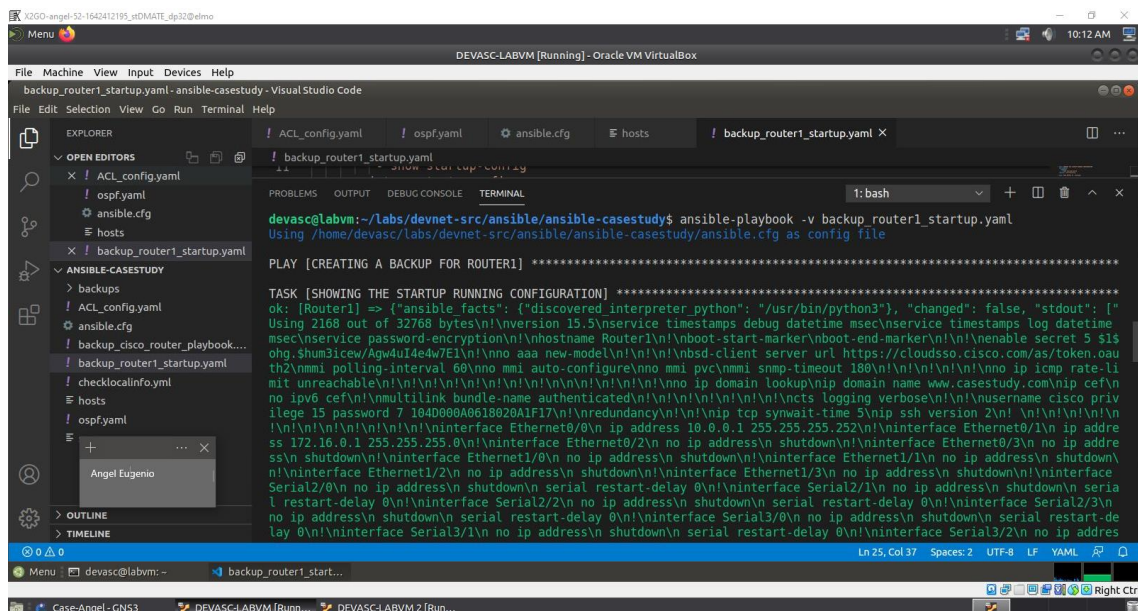 X2GO-angel-52-1642412195_stDMATE_dp32@elmo
Menu
10:12 AM
DEVASC-LABVM [Running] - Oracle VM VirtualBox
File Machine View Input Devices Help
backup_router1_startup.yaml - ansible-casestudy - Visual Studio Code
File Edit Selection View Go Run Terminal Help
EXPLORER
! ACL_config.yaml
! ospf.yaml
ansible.cfg
hosts
! backup_router1_startup.yaml
OPEN EDITORS
! ACL_config.yaml
! ospf.yaml
ansible.cfg
hosts
! backup_router1_startup.yaml
ANSIBLE-CASESTUDY
backups
! ACL_config.yaml
ansible.cfg
! backup_cisco_router_playbook....
! backup_router1_startup.yaml
! checklocalinfo.yml
hosts
! ospf.yaml
Angel Eugenio
OUTLINE
TIMELINE
! backup_router1_startup.yaml
11 - show startup-config
PROBLEMS OUTPUT DEBUG CONSOLE TERMINAL
1: bash
devasc@labvm:~/labs/devnet-src/ansible/ansible-casestudy$ ansible-playbook -v backup_router1_startup.yaml
Using /home/devasc/labs/devnet-src/ansible/ansible-casestudy/ansible.cfg as config file
PLAY [CREATING A BACKUP FOR ROUTER1] ***********************************************************************************
TASK [SHOWING THE STARTUP RUNNING CONFIGURATION] ***********************************************************************
ok: [Router1] => {"ansible_facts": {"discovered_interpreter_python": "/usr/bin/python3"}, "changed": false, "stdout": ["
Using 2168 out of 32768 bytes\n!\nversion 15.5\nservice timestamps debug datetime msec\nservice timestamps log datetime
msec\nservice password-encryption\n!\nhostname Router1\n!\nboot-start-marker\nboot-end-marker\n!\n!\nenable secret 5 $1$
ohg.$hum3icew/Agw4uI4e4w7E1\n!\nno aaa new-model\n!\n!\n!\nbsd-client server url https://cloudsso.cisco.com/as/token.oau
th2\nmmi polling-interval 60\nno mmi auto-configure\nno mmi pvc\nmmi snmp-timeout 180\n!\n!\n!\nno ip icmp rate-li
mit unreachable\n!\n!\n!\n!\n!\n!\n\n!\n!\n!\n!\nno ip domain lookup\nip domain name www.casestudy.com\nip cef\n
no ipv6 cef\n!\nmultilink bundle-name authenticated\n!\n!\n!\n!\n!\n!\ncts logging verbose\n!\n!\nusername cisco priv
ilege 15 password 7 104D000A0618020A1F17\n!\nredundancy\n!\n!\nip tcp synwait-time 5\nip ssh version 2\n! \n!\n!\n!\n
!\n!\n!\n!\n!\n!\n!\n!\n!\ninterface Ethernet0/0\n ip address 10.0.0.1 255.255.255.252\n!\ninterface Ethernet0/1\n ip addre
ss 172.16.0.1 255.255.255.0\n!\ninterface Ethernet0/2\n no ip address\n shutdown\n!\ninterface Ethernet0/3\n no ip addre
ss\n shutdown\n!\ninterface Ethernet1/0\n no ip address\n shutdown\n!\ninterface Ethernet1/1\n no ip address\n shutdown\
n!\ninterface Ethernet1/2\n no ip address\n shutdown\n!\ninterface Ethernet1/3\n no ip address\n shutdown\n!\ninterface
Serial2/0\n no ip address\n shutdown\n serial restart-delay 0\n!\ninterface Serial2/1\n no ip address\n shutdown\n seria
l restart-delay 0\n!\ninterface Serial2/2\n no ip address\n shutdown\n serial restart-delay 0\n!\ninterface Serial2/3\n
no ip address\n shutdown\n serial restart-delay 0\n!\ninterface Serial3/0\n no ip address\n shutdown\n serial restart-de
lay 0\n!\ninterface Serial3/1\n no ip address\n shutdown\n serial restart-delay 0\n!\ninterface Serial3/2\n no ip addres
0 0
Ln 25, Col 37 Spaces: 2 UTF-8 LF YAML
Menu devasc@labvm: ~ backup_router1_start...
Right Ctr
Case-Angel - GNS3 DEVASC-LABVM [Runn... DEVASC-LABVM 2 [Run...